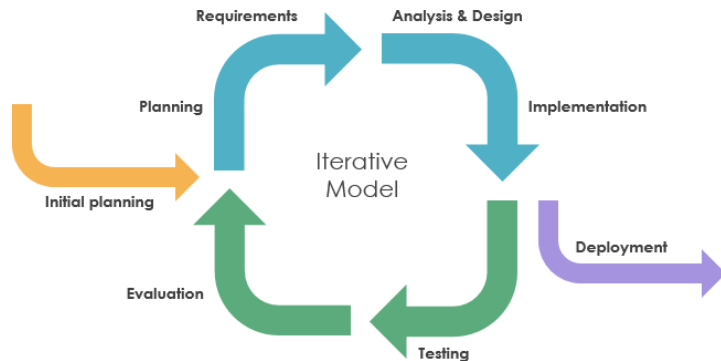 Requirements
Analysis & Design
Planning
Implementation
Iterative
Model
Initial planning
Deployment
Evaluation
Testing